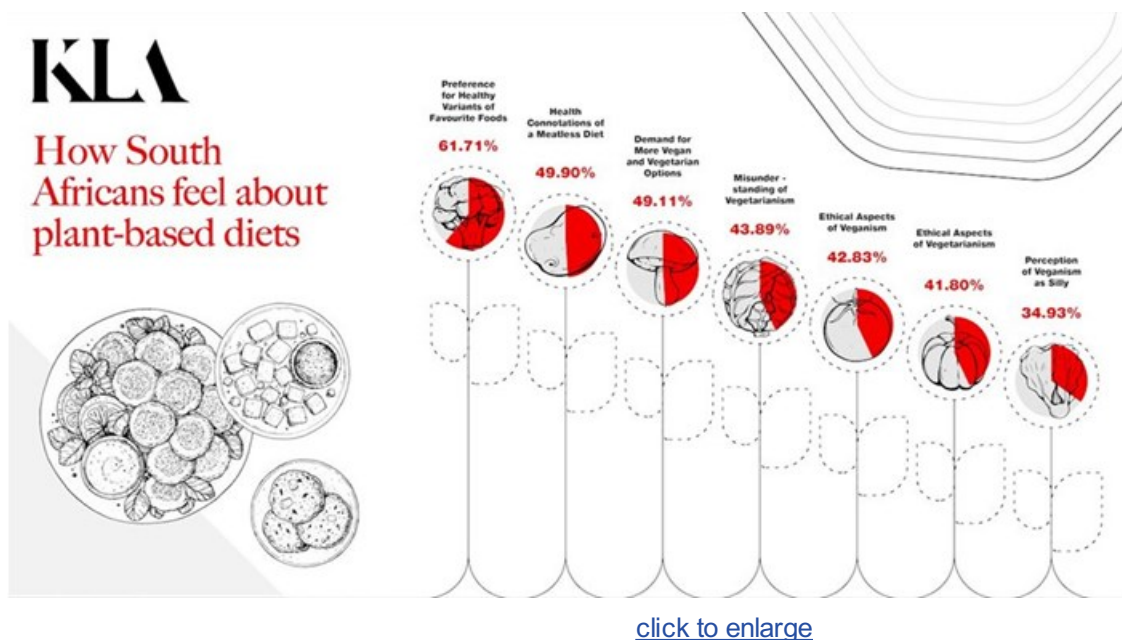 KLA
How South
Africans feel about
plant-based diets
Preference
for Healthy
Variants of
Favourite Foods
61.71%
Health
Connotations of
a Meatless Diet
49.90%
Demand for
More Vegan
and Vegetarian
Options
49.11%
Misunder -
standing of
Vegetarianism
43.89%
Ethical Aspects
of Veganism
42.83%
Ethical Aspects
of Vegetarianism
41.80%
Perception
of Veganism
as Silly
34.93%
click to enlarge